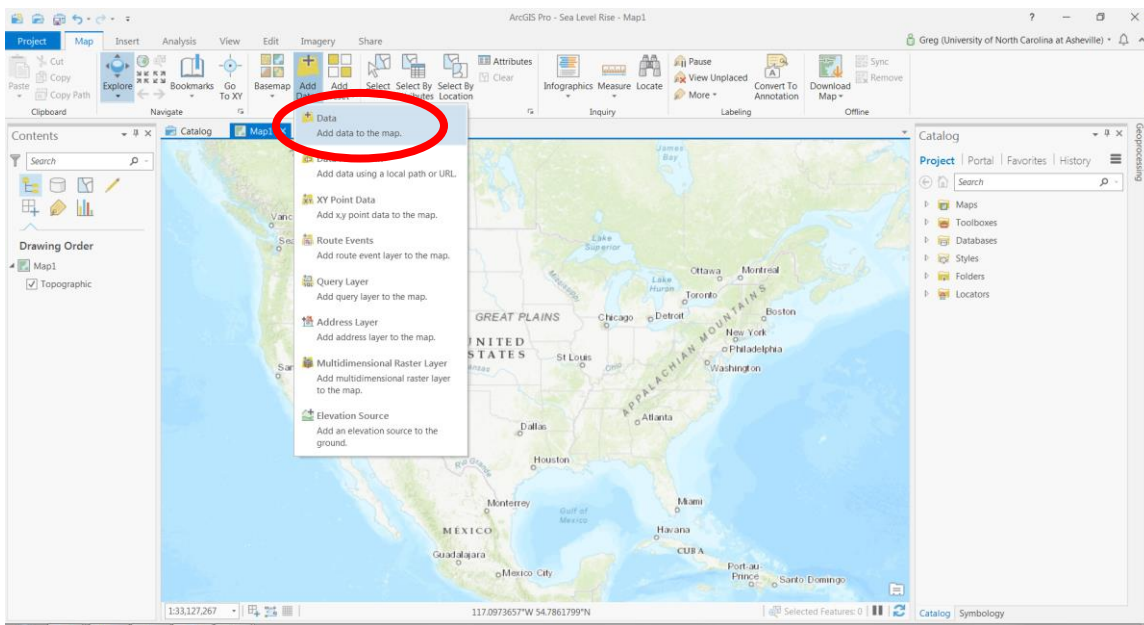 ArcGIS Pro - Sea Level Rise - Map1
?
Project Map Insert Analysis View Edit Imagery Share
Greg (University of North Carolina at Asheville)
Paste
Cut
Copy
Copy Path
Clipboard
Explore
Bookmarks
Go
To XY
Navigate
Basemap
Add
Add
Select
Select By
Select By
Location
Attributes
Clear
Infographics
Measure
Locate
Inquiry
Pause
View Unplaced
More
Convert To
Annotation
Labeling
Download
Map
Sync
Remove
Offline
Contents
Search
Drawing Order
Map1
Topographic
Catalog
Map1
Data
Add data to the map.
Add data using a local path or URL.
XY Point Data
Add x,y point data to the map.
Route Events
Add route event layer to the map.
Query Layer
Add query layer to the map.
Address Layer
Add address layer to the map.
Multidimensional Raster Layer
Add multidimensional raster layer
to the map.
Elevation Source
Add an elevation source to the
ground.
James
Bay
Vanc
Sea
San
Lake
Superior
Ottawa
Montreal
Lake
Huron
Toronto
GREAT PLAINS
Chicago
Detroit
Boston
New York
UNITED
STATES
Philadelphia
St Louis
Ohio
Washington
APPALACHIAN MOUNTAINS
Atlanta
Dallas
Houston
Rio Grande
Monterrey
Gulf of
Mexico
Miami
MÉXICO
Havana
CUBA
Guadalajara
Mexico City
Port-au-
Prince
Santo Domingo
1:33,127,267
117.0973657°W 54.7861799°N
Selected Features: 0
Catalog
Project Portal Favorites History
Search
Maps
Toolboxes
Databases
Styles
Folders
Locators
Catalog Symbology
Geoprocessing